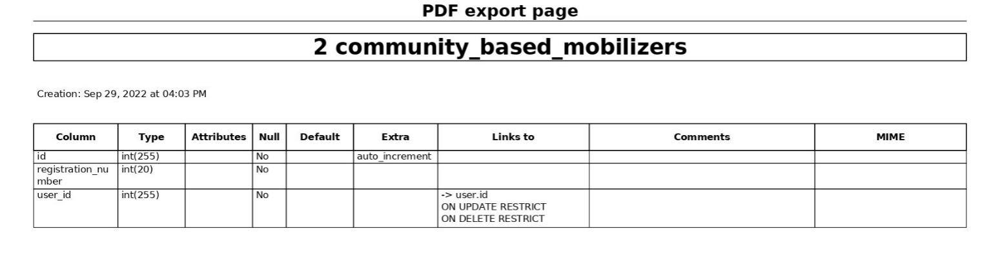 PDF export page
2 community_based_mobilizers
Creation: Sep 29, 2022 at 04:03 PM
Column Type Attributes Null Default Extra Links to Comments MIME
id int(255) No auto_increment
registration_nu int(20) No
mber
user_id int(255) No -> user.id
ON UPDATE RESTRICT
ON DELETE RESTRICT